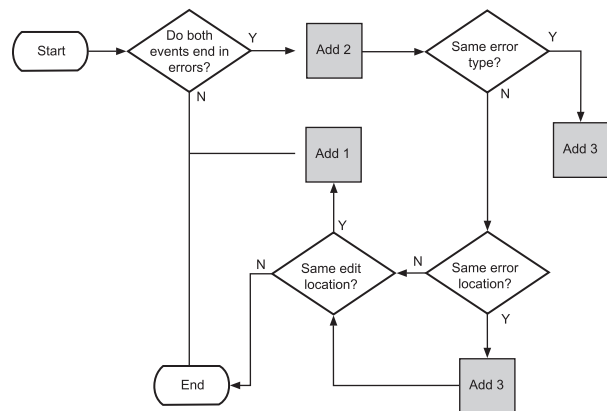 Start
Do both
events end in
errors?
Y
N
Add 2
Same error
type?
Y
N
Add 3
Add 1
Y
Same edit
location?
N
N
Same error
location?
Y
End
Add 3